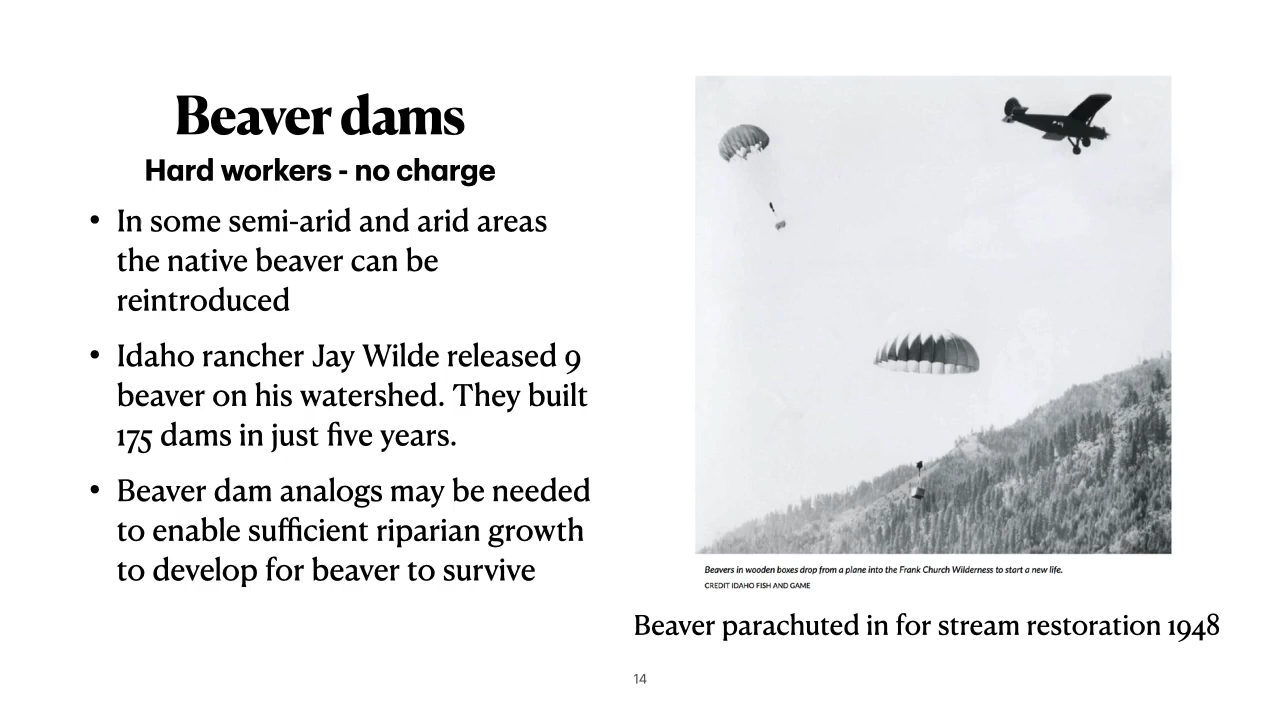 Beaver dams
Hard workers - no charge
• In some semi-arid and arid areas
the native beaver can be
reintroduced
• Idaho rancher Jay Wilde released 9
beaver on his watershed. They built
175 dams in just five years.
• Beaver dam analogs may be needed
to enable sufficient riparian growth
to develop for beaver to survive
Beavers in wooden boxes drop from a plane into the Frank Church Wilderness to start a new life.
CREDIT IDAHO FISH AND GAME
Beaver parachuted in for stream restoration 1948
14